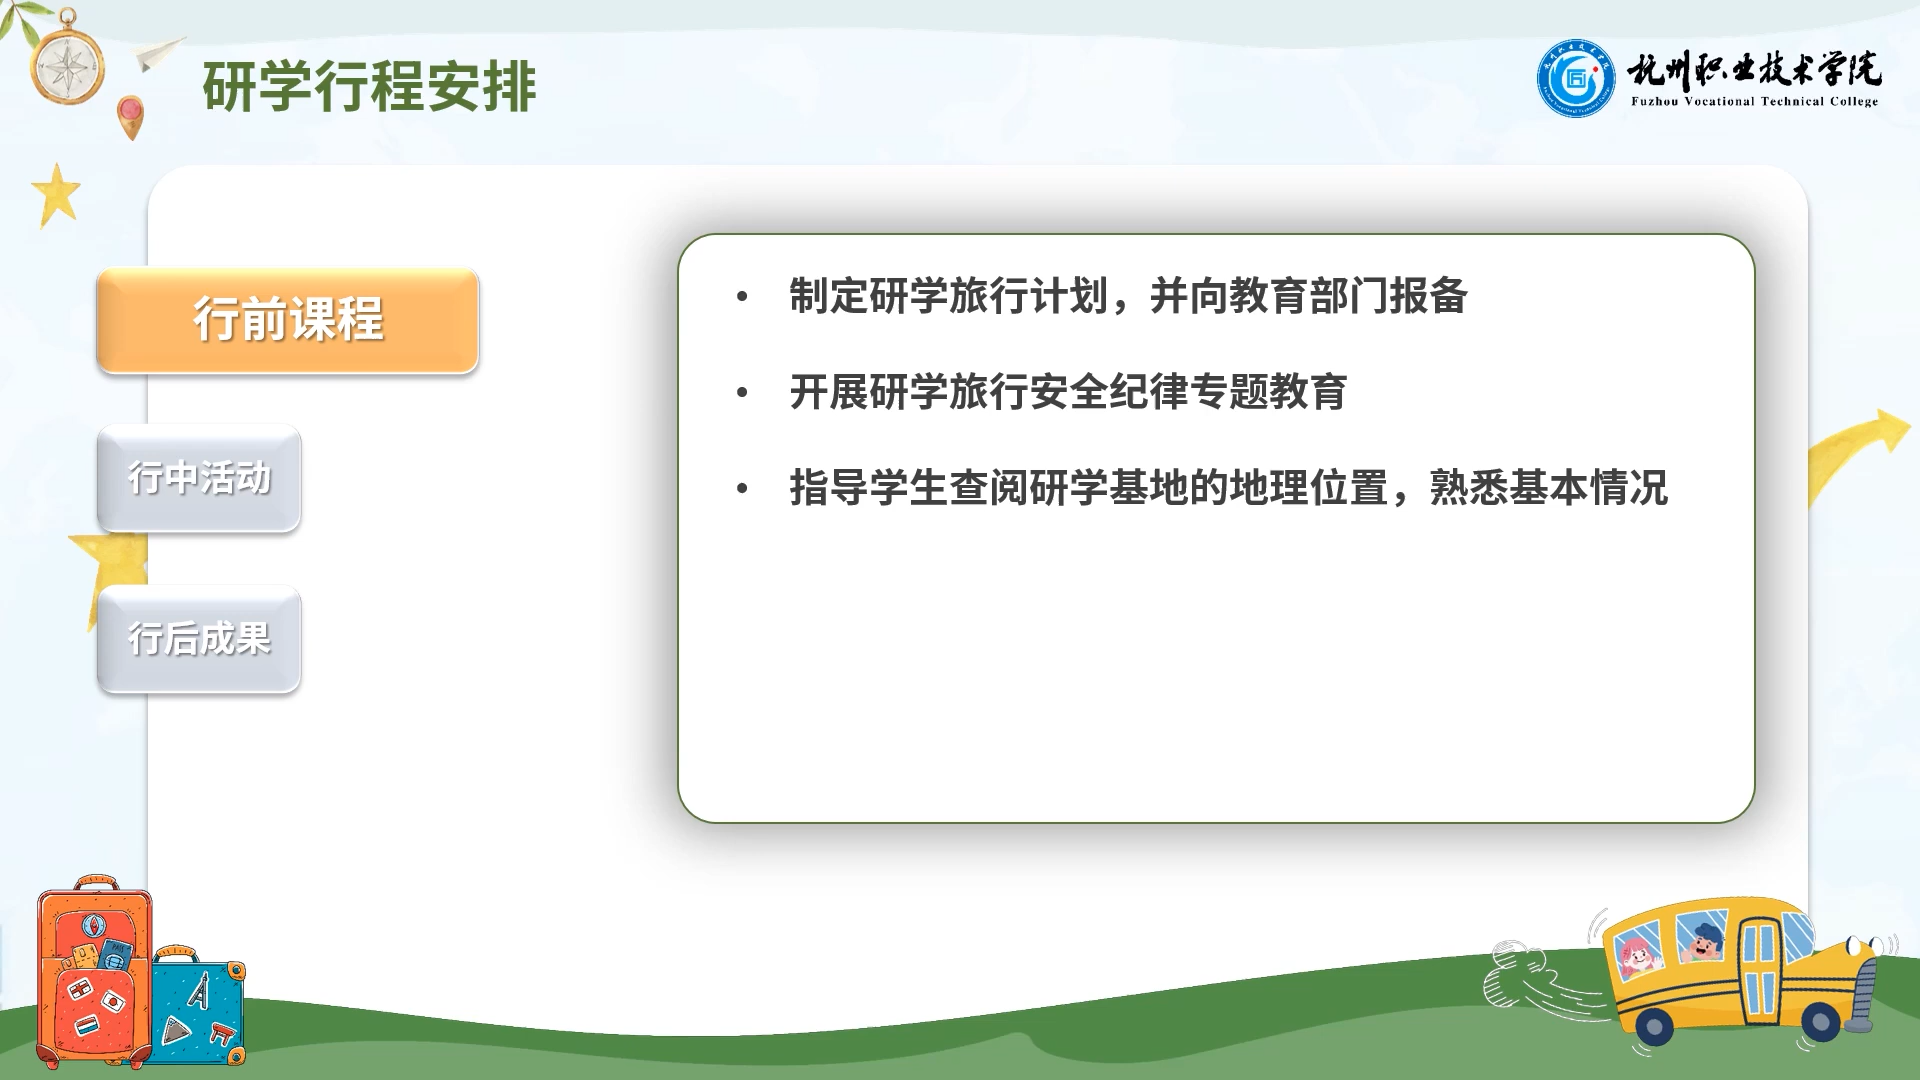 研学行程安排
抚州职业技术学院
Fuzhou Vocational Technical College
行前课程
行中活动
行后成果
• 制定研学旅行计划，并向教育部门报备
• 开展研学旅行安全纪律专题教育
• 指导学生查阅研学基地的地理位置，熟悉基本情况